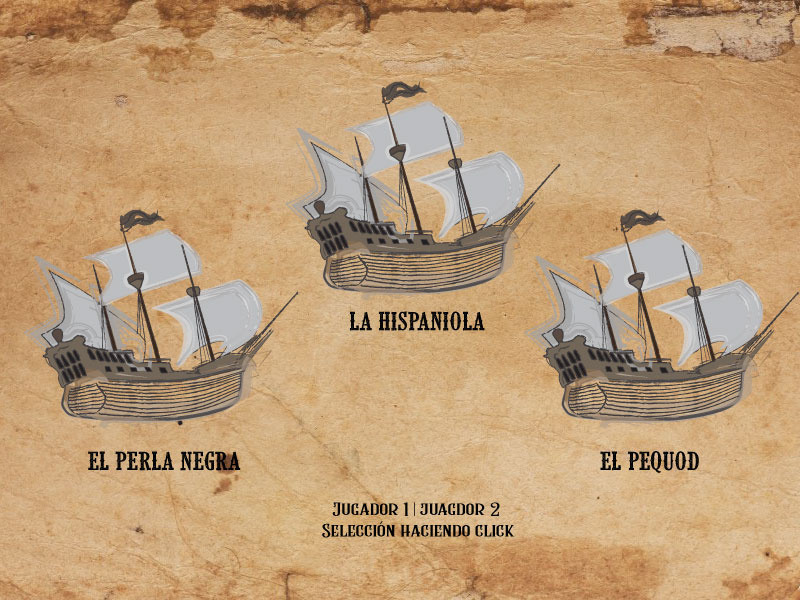 LA HISPANIOLA
EL PERLA NEGRA
EL PEQUOD
Jugador 1 | juagdor 2
Selección haciendo click